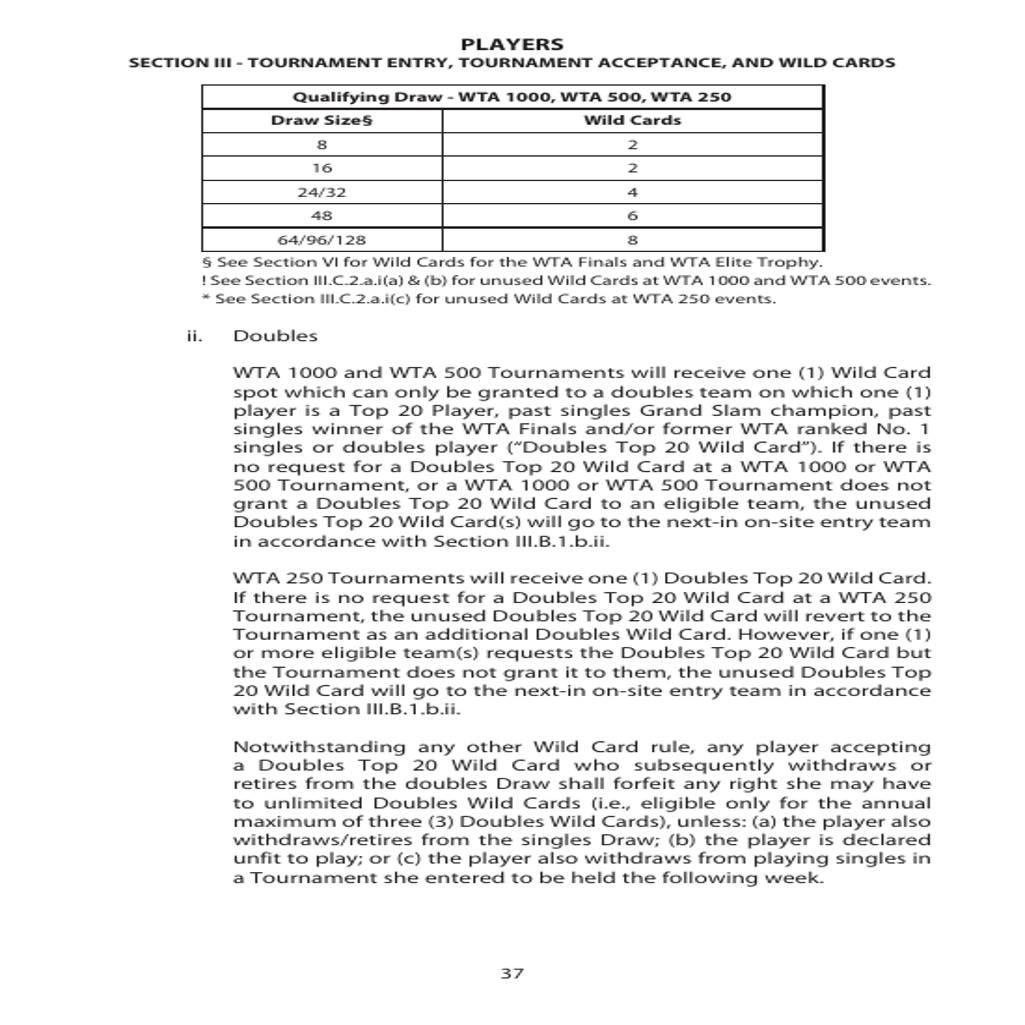 PLAYERS
SECTION III - TOURNAMENT ENTRY, TOURNAMENT ACCEPTANCE, AND WILD CARDS
Qualifying Draw - WTA 1000, WTA 500, WTA 250
Draw Size§ Wild Cards
8 2
16 2
24/32 4
48 6
64/96/128 8
§ See Section VI for Wild Cards for the WTA Finals and WTA Elite Trophy.
! See Section III.C.2.a.i(a) & (b) for unused Wild Cards at WTA 1000 and WTA 500 events.
* See Section III.C.2.a.i(c) for unused Wild Cards at WTA 250 events.
ii. Doubles
WTA 1000 and WTA 500 Tournaments will receive one (1) Wild Card
spot which can only be granted to a doubles team on which one (1)
player is a Top 20 Player, past singles Grand Slam champion, past
singles winner of the WTA Finals and/or former WTA ranked No. 1
singles or doubles player (“Doubles Top 20 Wild Card”). If there is
no request for a Doubles Top 20 Wild Card at a WTA 1000 or WTA
500 Tournament, or a WTA 1000 or WTA 500 Tournament does not
grant a Doubles Top 20 Wild Card to an eligible team, the unused
Doubles Top 20 Wild Card(s) will go to the next-in on-site entry team
in accordance with Section III.B.1.b.ii.
WTA 250 Tournaments will receive one (1) Doubles Top 20 Wild Card.
If there is no request for a Doubles Top 20 Wild Card at a WTA 250
Tournament, the unused Doubles Top 20 Wild Card will revert to the
Tournament as an additional Doubles Wild Card. However, if one (1)
or more eligible team(s) requests the Doubles Top 20 Wild Card but
the Tournament does not grant it to them, the unused Doubles Top
20 Wild Card will go to the next-in on-site entry team in accordance
with Section III.B.1.b.ii.
Notwithstanding any other Wild Card rule, any player accepting
a Doubles Top 20 Wild Card who subsequently withdraws or
retires from the doubles Draw shall forfeit any right she may have
to unlimited Doubles Wild Cards (i.e., eligible only for the annual
maximum of three (3) Doubles Wild Cards), unless: (a) the player also
withdraws/retires from the singles Draw; (b) the player is declared
unfit to play; or (c) the player also withdraws from playing singles in
a Tournament she entered to be held the following week.
37